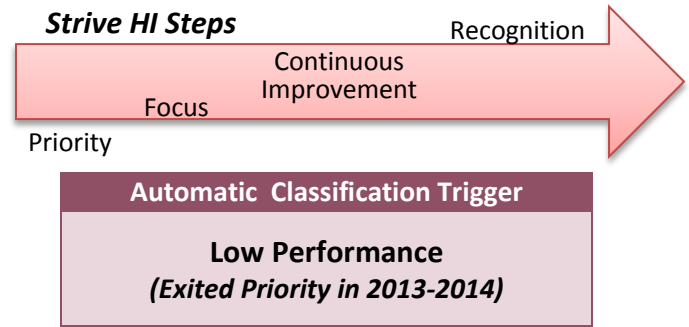 Strive HI Steps
Recognition
Continuous
Improvement
Focus
Priority
Automatic Classification Trigger
Low Performance
(Exited Priority in 2013-2014)